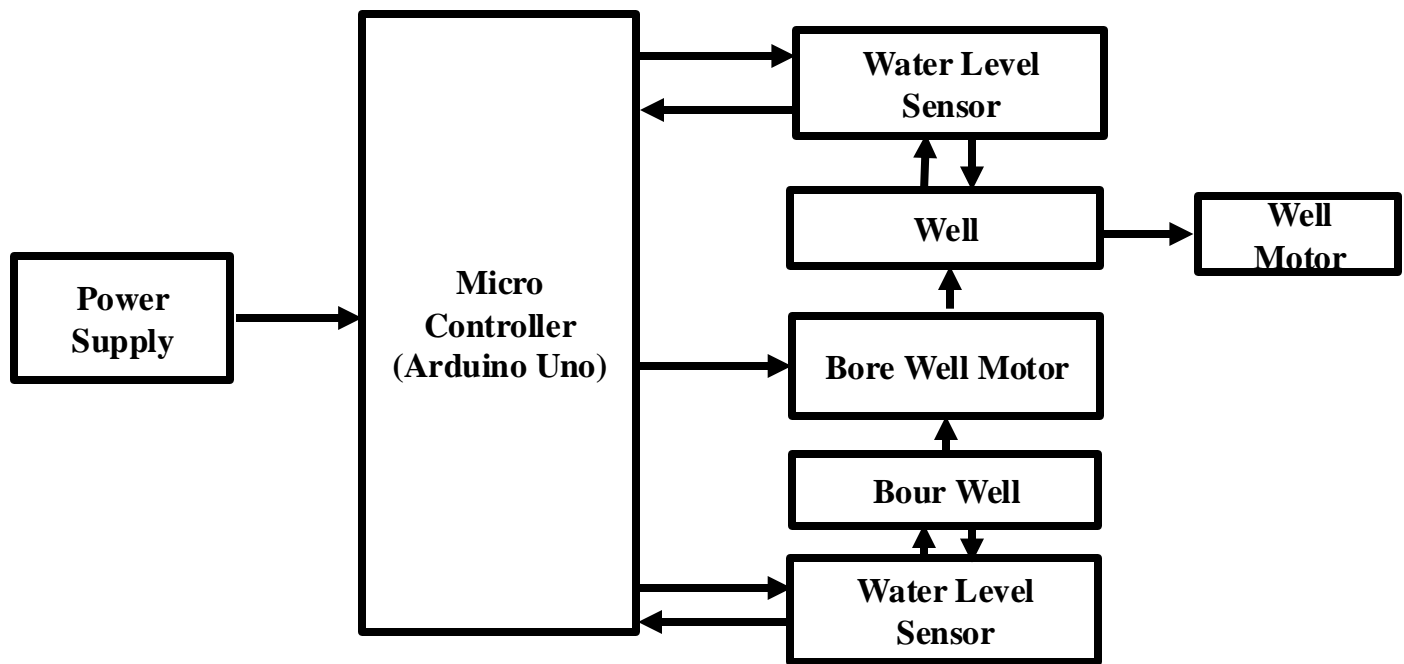 Water Level
Sensor
Well
Well
Motor
Power
Supply
Micro
Controller
(Arduino Uno)
Bore Well Motor
Bour Well
Water Level
Sensor